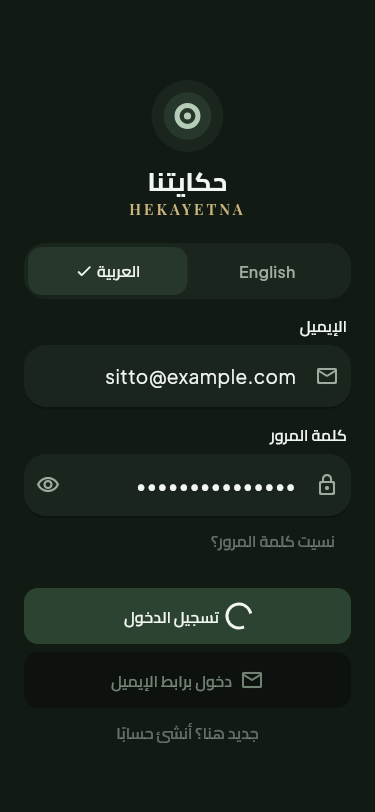 حكايتنا
HEKAYETNA
العربية English
الإيميل
sitto@example.com
كلمة المرور
•••••••••••••••
نسيت كلمة المرور؟
تسجيل الدخول
دخول برابط الإيميل
جديد هنا؟ أنشئ حسابًا